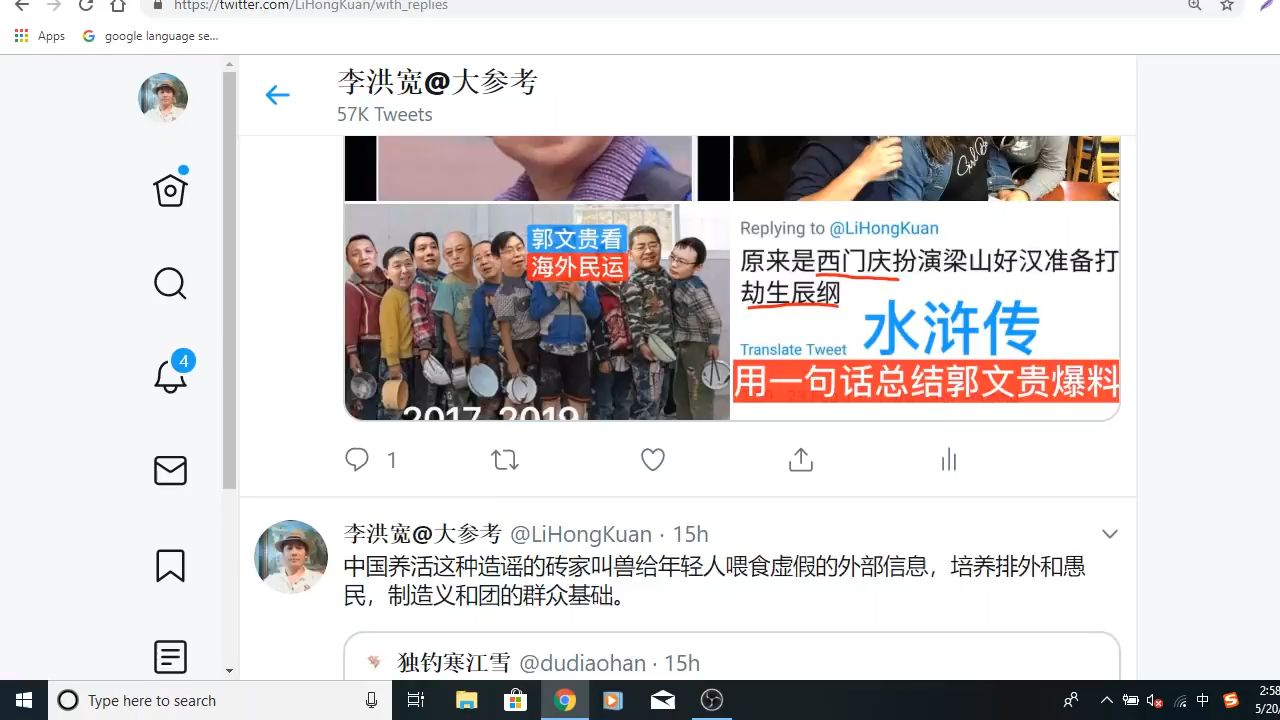 https://twitter.com/LiHongKuan/with_replies
Apps
google language se...
李洪宽@大参考
57K Tweets
郭文贵看
海外民运
2017 2019
Replying to @LiHongKuan
原来是西门庆扮演梁山好汉准备打
劫生辰纲
水浒传
Translate Tweet
用一句话总结郭文贵爆料
1
4
李洪宽@大参考 @LiHongKuan · 15h
中国养活这种造谣的砖家叫兽给年轻人喂食虚假的外部信息，培养排外和愚
民，制造义和团的群众基础。
独钓寒江雪 @dudiaohan · 15h
Type here to search
中
2:58
5/20/